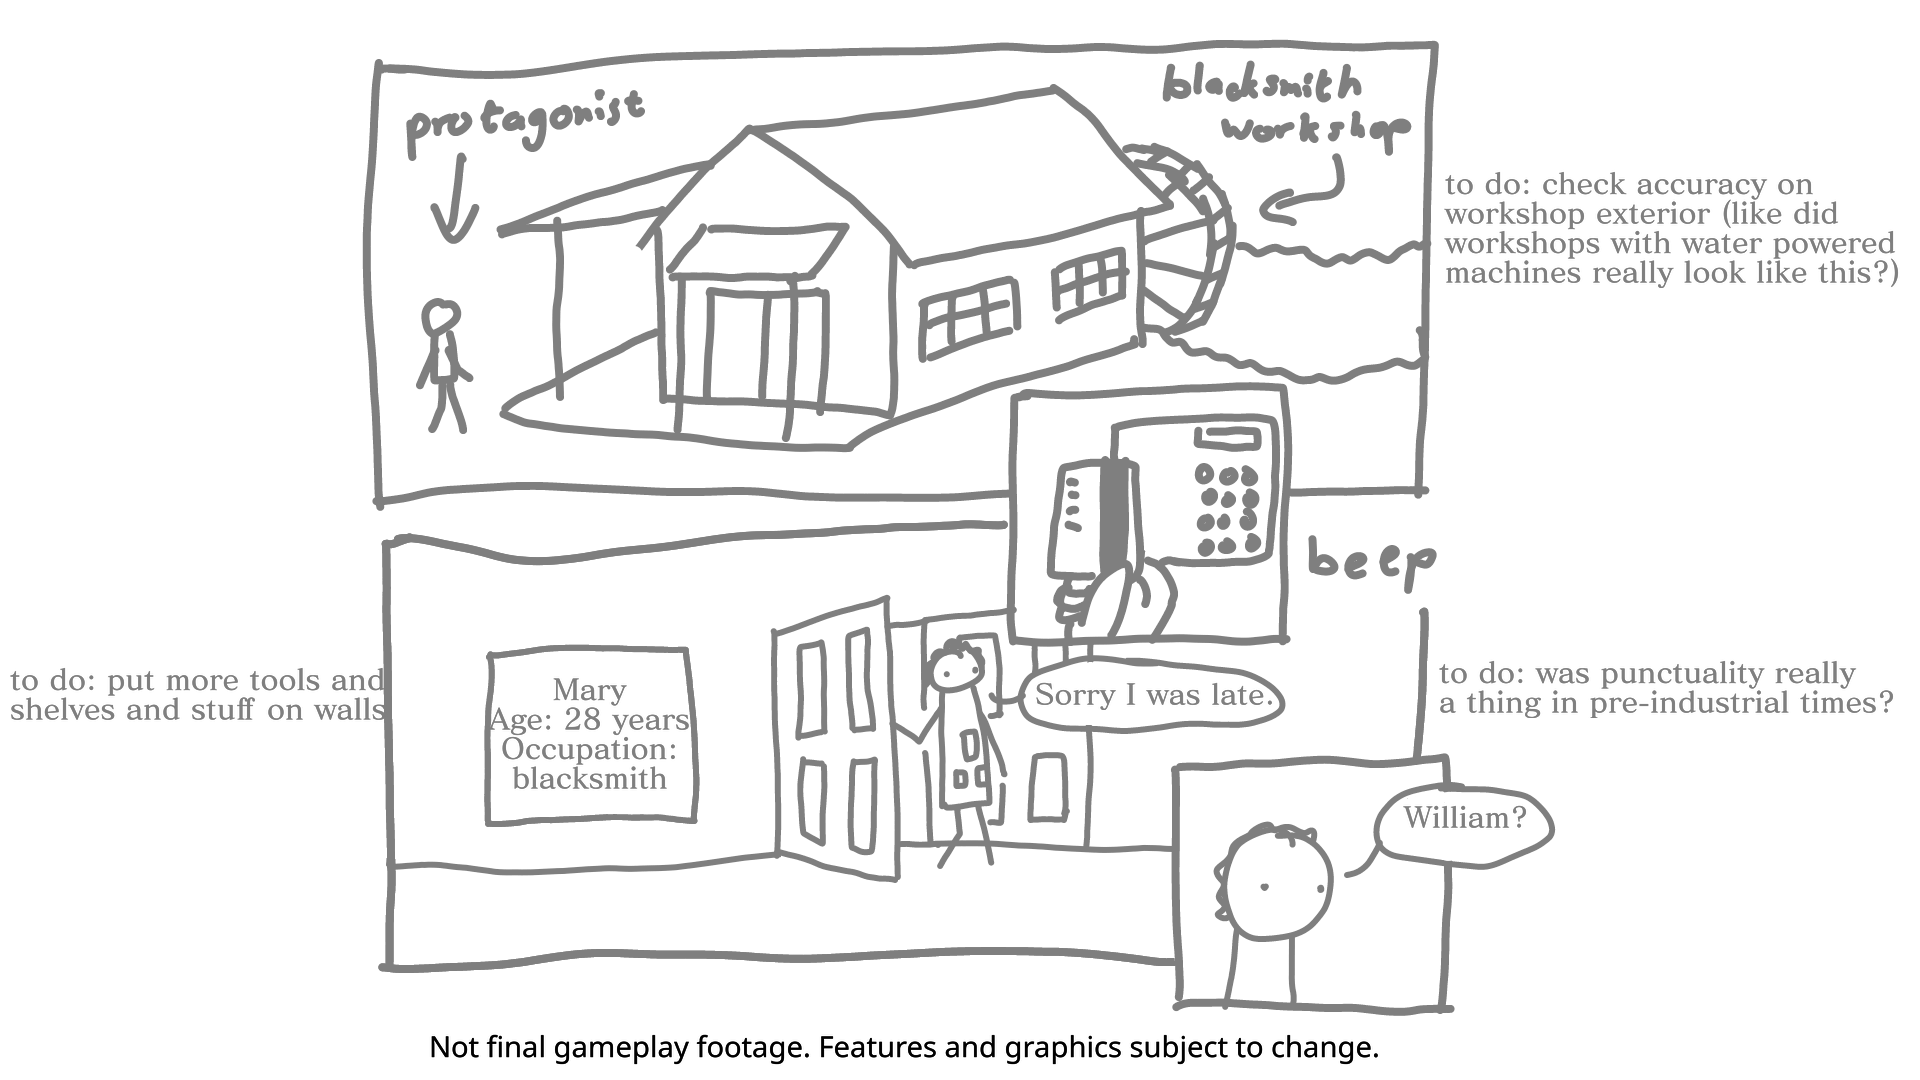 protagonist
blacksmith
workshop
to do: check accuracy on
workshop exterior (like did
workshops with water powered
machines really look like this?)
beep
to do: put more tools and
shelves and stuff on walls
Mary
Age: 28 years
Occupation:
blacksmith
Sorry I was late.
to do: was punctuality really
a thing in pre-industrial times?
William?
Not final gameplay footage. Features and graphics subject to change.